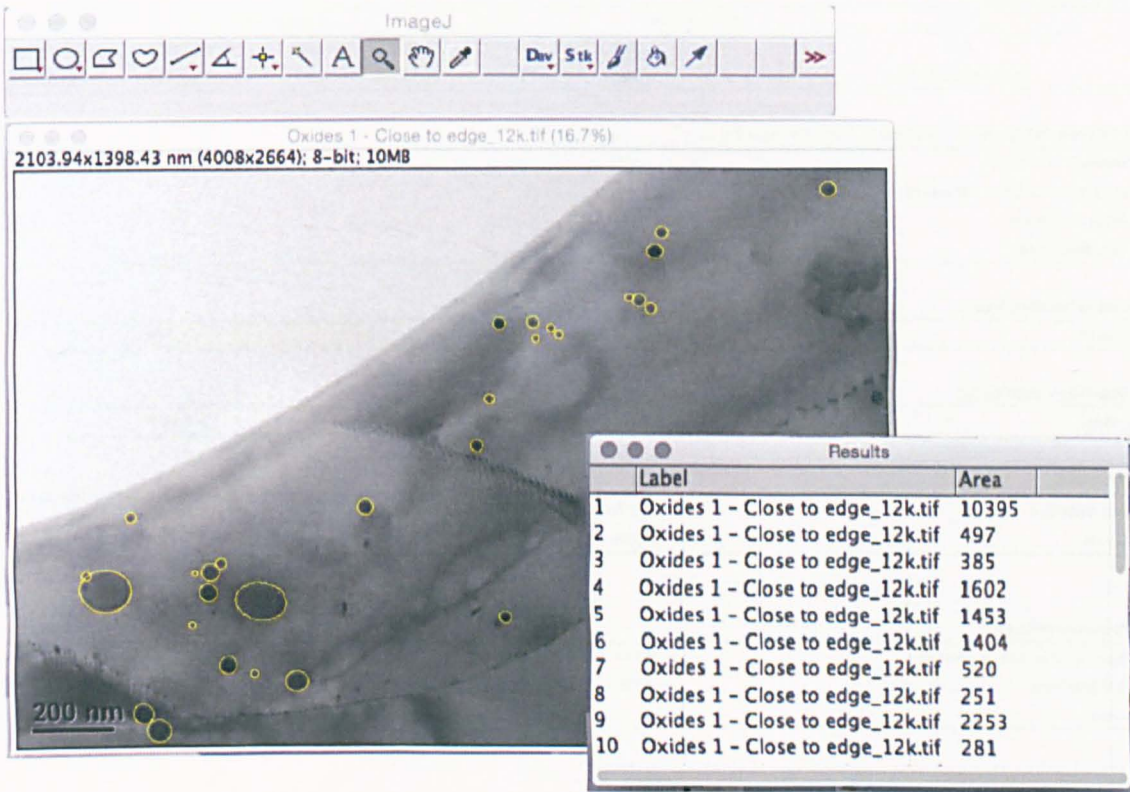 ImageJ
A Dev Stk >>
Oxides 1 - Close to edge_12k.tif (16.7%)
2103.94x1398.43 nm (4008x2664); 8-bit; 10MB
200 nm
Results
Label Area
1 Oxides 1 - Close to edge_12k.tif 10395
2 Oxides 1 - Close to edge_12k.tif 497
3 Oxides 1 - Close to edge_12k.tif 385
4 Oxides 1 - Close to edge_12k.tif 1602
5 Oxides 1 - Close to edge_12k.tif 1453
6 Oxides 1 - Close to edge_12k.tif 1404
7 Oxides 1 - Close to edge_12k.tif 520
8 Oxides 1 - Close to edge_12k.tif 251
9 Oxides 1 - Close to edge_12k.tif 2253
10 Oxides 1 - Close to edge_12k.tif 281